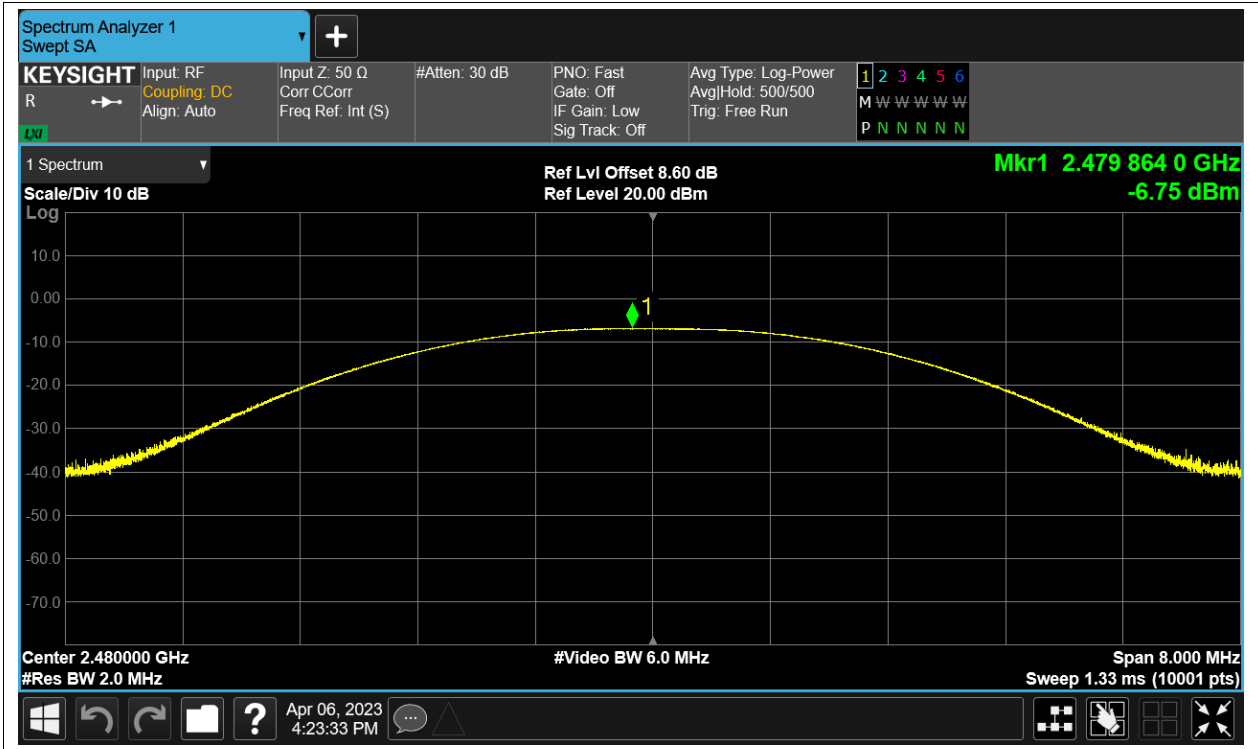 Spectrum Analyzer 1
Swept SA
+
KEYSIGHT
R
LXI
Input: RF
Coupling: DC
Align: Auto
Input Z: 50 Ω
Corr CCorr
Freq Ref: Int (S)
#Atten: 30 dB
PNO: Fast
Gate: Off
IF Gain: Low
Sig Track: Off
Avg Type: Log-Power
Avg|Hold: 500/500
Trig: Free Run
1 2 3 4 5 6
M W W W W W
P N N N N N
1 Spectrum
Scale/Div 10 dB
Log
Ref Lvl Offset 8.60 dB
Ref Level 20.00 dBm
Mkr1 2.479 864 0 GHz
-6.75 dBm
10.0
0.00
-10.0
-20.0
-30.0
-40.0
-50.0
-60.0
-70.0
1
Center 2.480000 GHz
#Res BW 2.0 MHz
#Video BW 6.0 MHz
Span 8.000 MHz
Sweep 1.33 ms (10001 pts)
?
Apr 06, 2023
4:23:33 PM